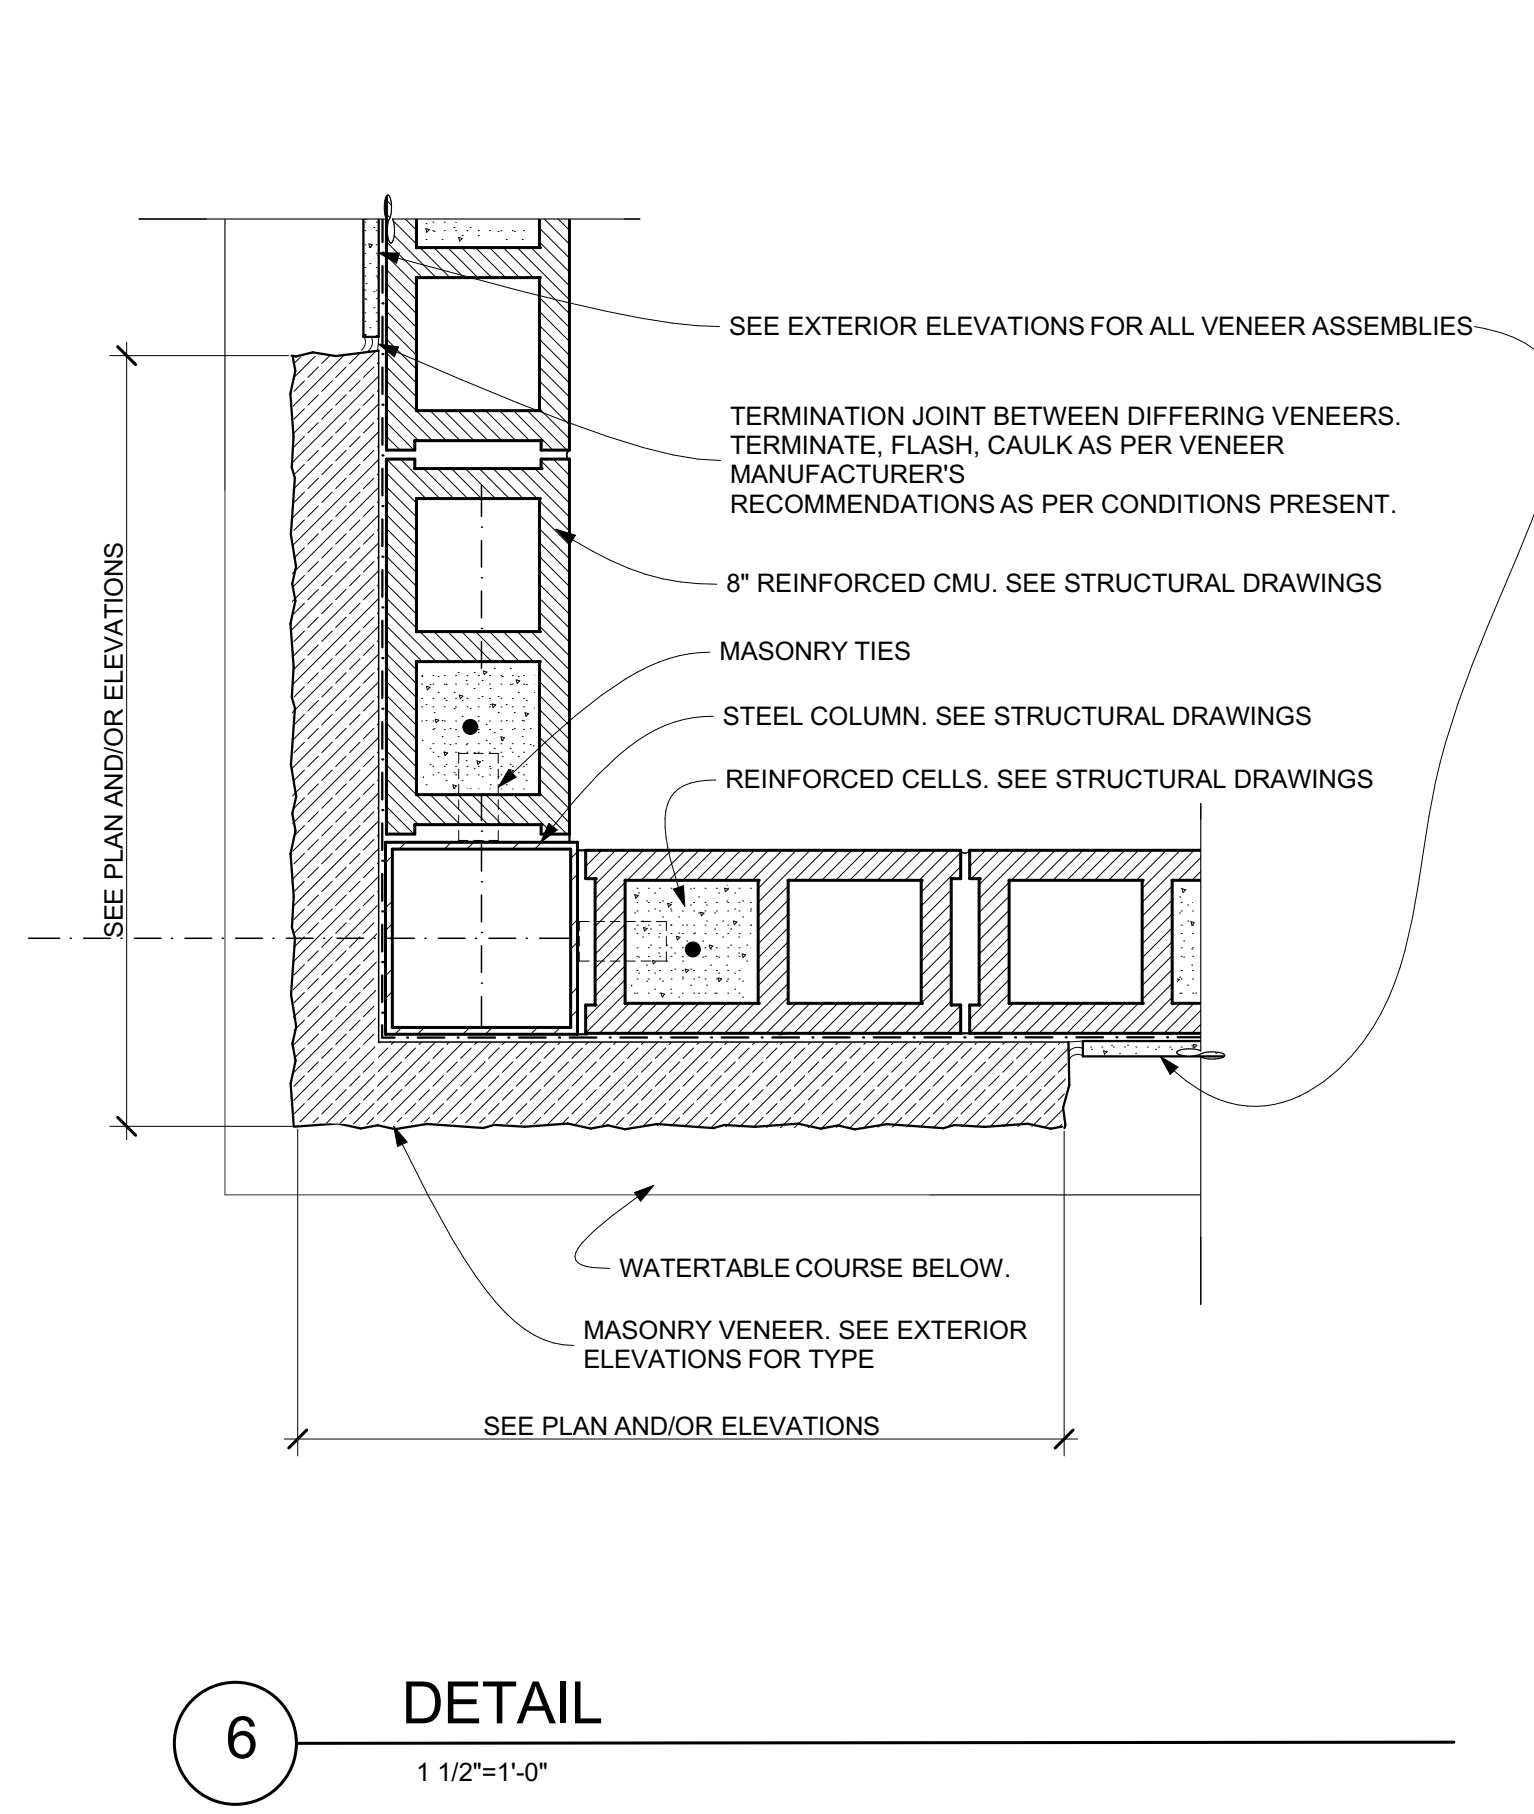 SEE EXTERIOR ELEVATIONS FOR ALL VENEER ASSEMBLIES
TERMINATION JOINT BETWEEN DIFFERING VENEERS.
TERMINATE, FLASH, CAULK AS PER VENEER
MANUFACTURER'S
RECOMMENDATIONS AS PER CONDITIONS PRESENT.
8" REINFORCED CMU. SEE STRUCTURAL DRAWINGS
MASONRY TIES
STEEL COLUMN. SEE STRUCTURAL DRAWINGS
REINFORCED CELLS. SEE STRUCTURAL DRAWINGS
SEE PLAN AND/OR ELEVATIONS
WATERTABLE COURSE BELOW.
MASONRY VENEER. SEE EXTERIOR
ELEVATIONS FOR TYPE
SEE PLAN AND/OR ELEVATIONS
6
DETAIL
1 1/2"=1'-0"